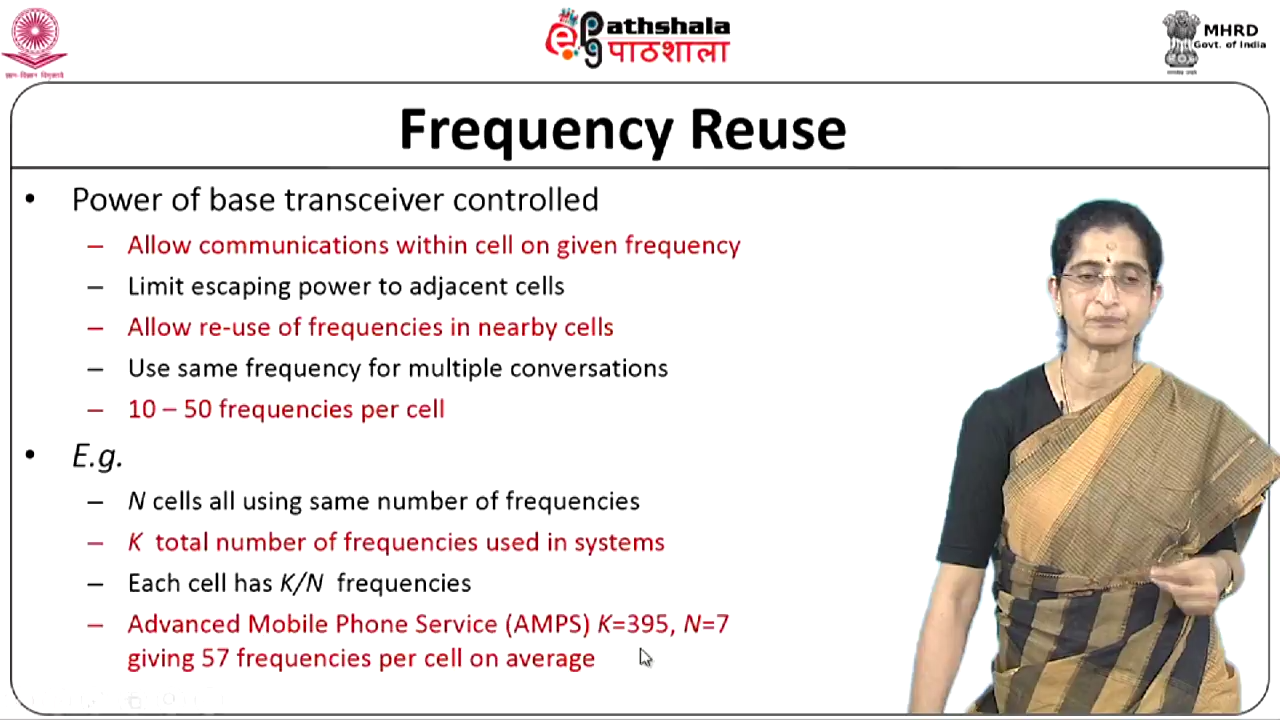 Pathshala
पाठशाला
MHRD
Govt. of India
Frequency Reuse
• Power of base transceiver controlled
– Allow communications within cell on given frequency
– Limit escaping power to adjacent cells
– Allow re-use of frequencies in nearby cells
– Use same frequency for multiple conversations
– 10 – 50 frequencies per cell
• E.g.
– N cells all using same number of frequencies
– K total number of frequencies used in systems
– Each cell has K/N frequencies
– Advanced Mobile Phone Service (AMPS) K=395, N=7
giving 57 frequencies per cell on average